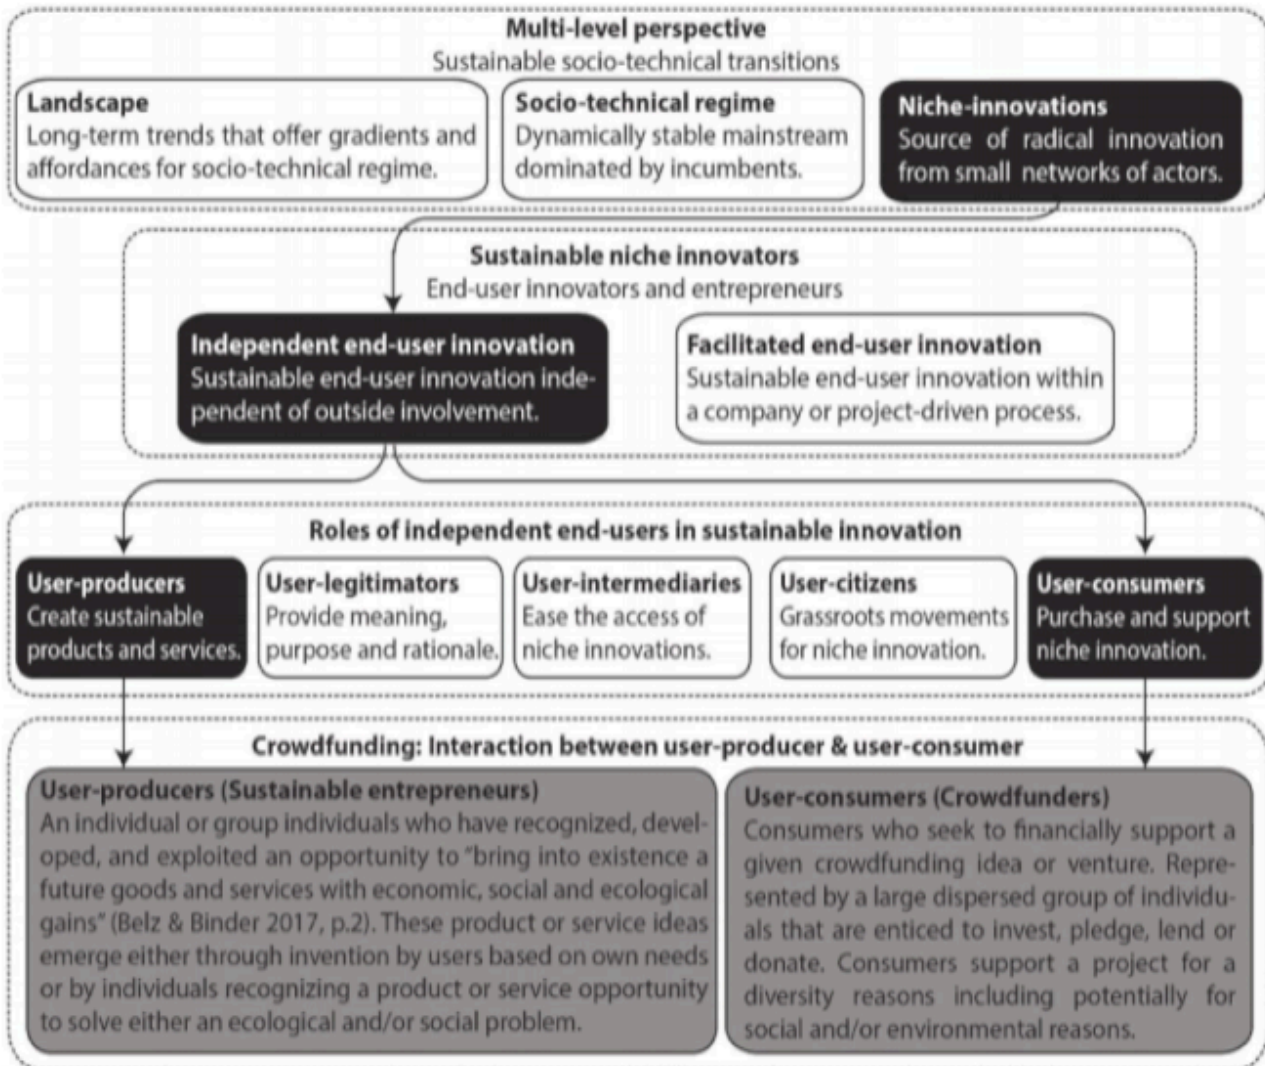 Multi-level perspective
Sustainable socio-technical transitions
Landscape
Long-term trends that offer gradients and
affordances for socio-technical regime.
Socio-technical regime
Dynamically stable mainstream
dominated by incumbents.
Niche-innovations
Source of radical innovation
from small networks of actors.
Sustainable niche innovators
End-user innovators and entrepreneurs
Independent end-user innovation
Sustainable end-user innovation inde-
pendent of outside involvement.
Facilitated end-user innovation
Sustainable end-user innovation within
a company or project-driven process.
Roles of independent end-users in sustainable innovation
User-producers
Create sustainable
products and services.
User-legitimators
Provide meaning,
purpose and rationale.
User-intermediaries
Ease the access of
niche innovations.
User-citizens
Grassroots movements
for niche innovation.
User-consumers
Purchase and support
niche innovation.
Crowdfunding: Interaction between user-producer & user-consumer
User-producers (Sustainable entrepreneurs)
An individual or group individuals who have recognized, devel-
oped, and exploited an opportunity to "bring into existence a
future goods and services with economic, social and ecological
gains" (Belz & Binder 2017, p.2). These product or service ideas
emerge either through invention by users based on own needs
or by individuals recognizing a product or service opportunity
to solve either an ecological and/or social problem.
User-consumers (Crowdfunders)
Consumers who seek to financially support a
given crowdfunding idea or venture. Repre-
sented by a large dispersed group of individu-
als that are enticed to invest, pledge, lend or
donate. Consumers support a project for a
diversity reasons including potentially for
social and/or environmental reasons.